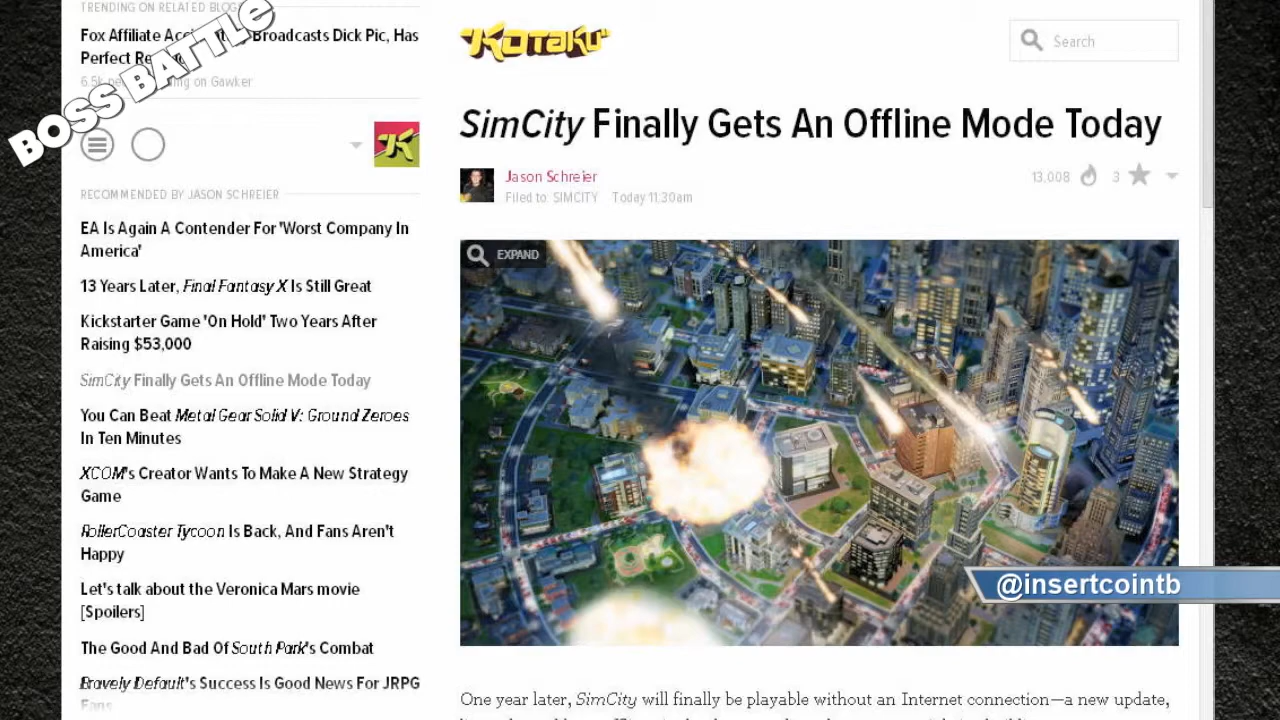 TRENDING ON RELATED BLOGS
Fox Affiliate Broadcasts Dick Pic, Has
Perfect
on Gawker
BOSS BATTLE
RECOMMENDED BY JASON SCHREIER
EA Is Again A Contender For 'Worst Company In
America'
13 Years Later, Final Fantasy X Is Still Great
Kickstarter Game 'On Hold' Two Years After
Raising $53,000
SimCity Finally Gets An Offline Mode Today
You Can Beat Metal Gear Solid V: Ground Zeroes
In Ten Minutes
XCOM's Creator Wants To Make A New Strategy
Game
RollerCoaster Tycoon Is Back, And Fans Aren't
Happy
Let's talk about the Veronica Mars movie
[Spoilers]
The Good And Bad Of South Park's Combat
Bravely Default's Success Is Good News For JRPG
Fans
KOTAKU
Search
SimCity Finally Gets An Offline Mode Today
Jason Schreier
13,008
3
Filed to: SIMCITY Today 11:30am
EXPAND
@insertcointb
One year later, SimCity will finally be playable without an Internet connection—a new update,